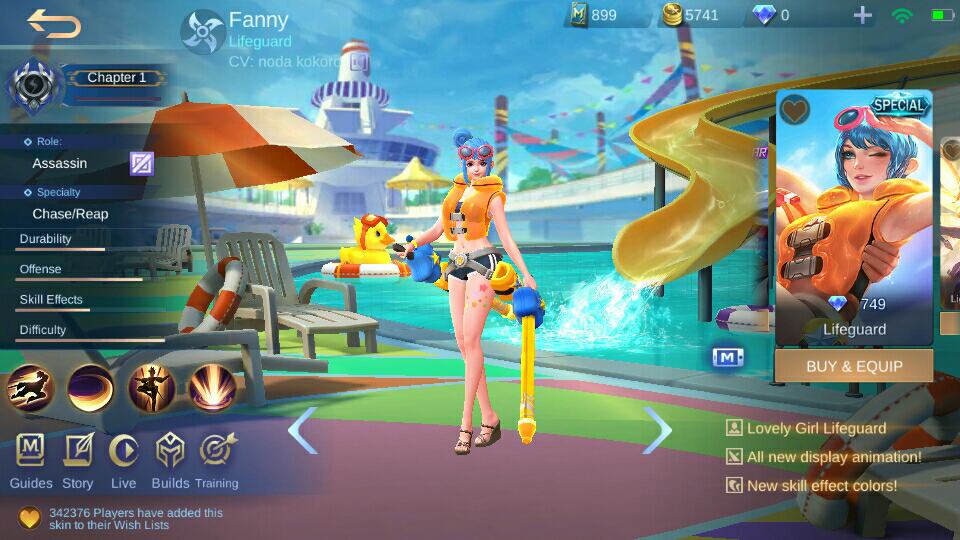 Fanny
899
5741
0
Lifeguard
CV: noda kokoro
Chapter 1
SPECIAL
Role:
Assassin
Specialty
Chase/Reap
Durability
Offense
Skill Effects
Difficulty
749
Lifeguard
M
BUY & EQUIP
Lovely Girl Lifeguard
All new display animation!
New skill effect colors!
Guides
Story
Live
Builds
Training
342376 Players have added this
skin to their Wish Lists